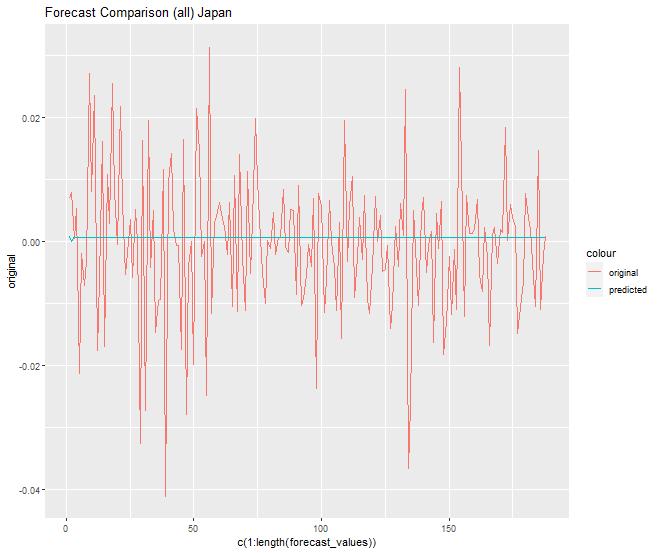 Forecast Comparison (all) Japan
0.02
0.00
-0.02
-0.04
original
0
50
100
150
c(1:length(forecast_values))
colour
original
predicted